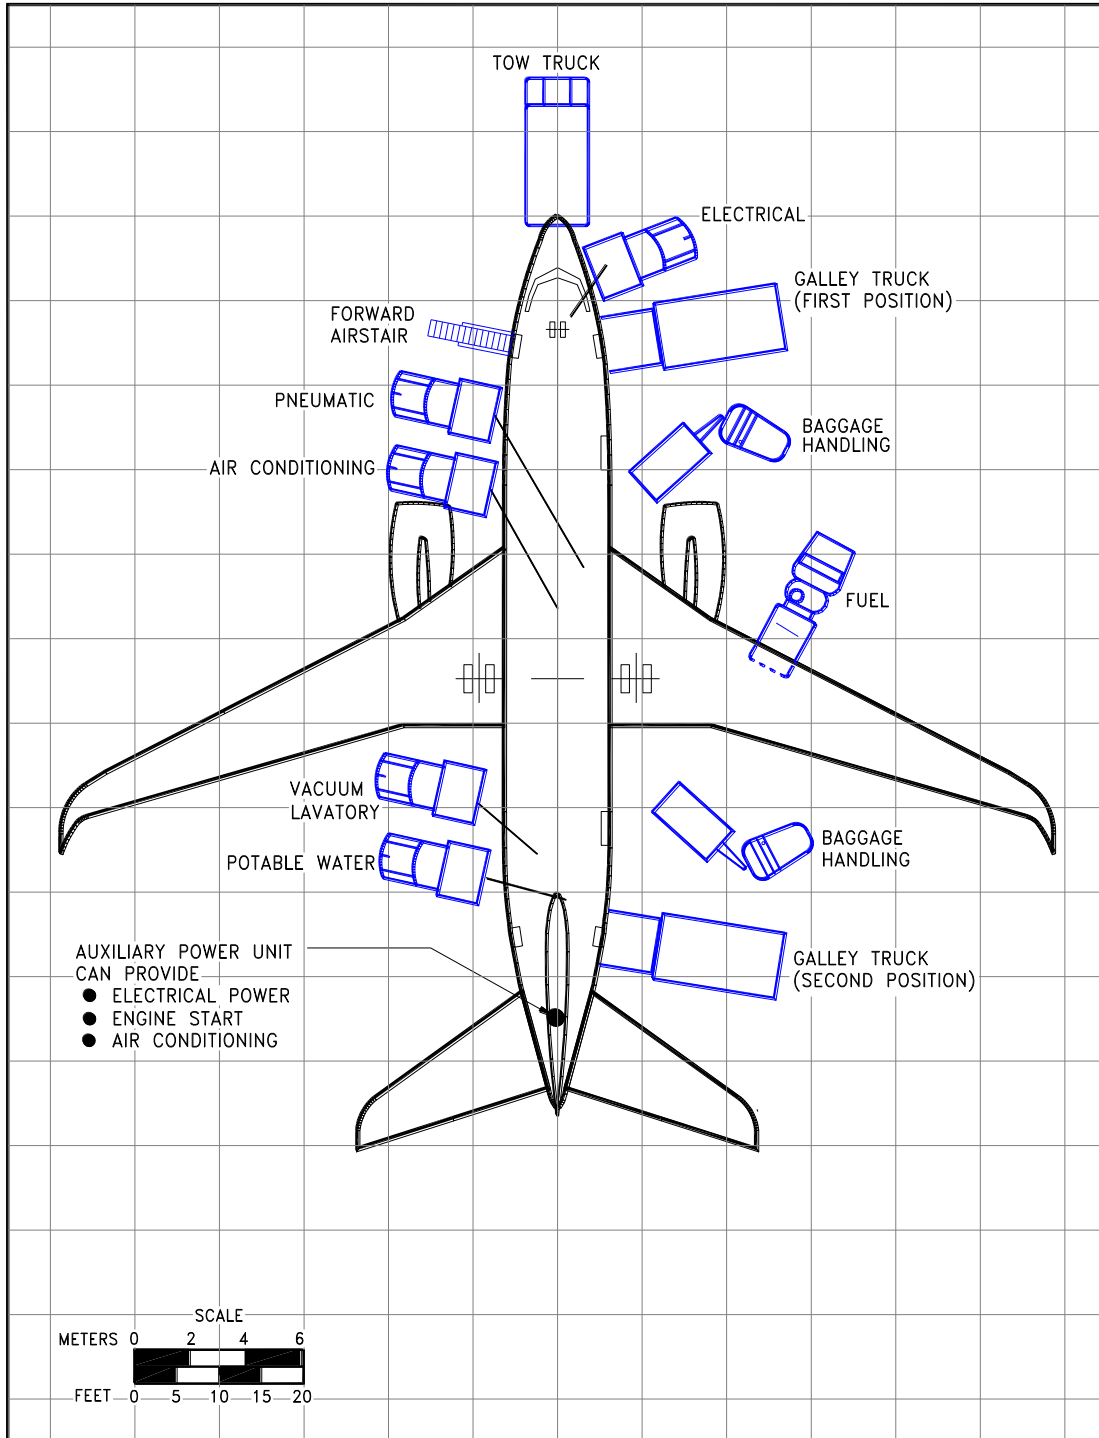 TOW TRUCK
ELECTRICAL
GALLEY TRUCK
(FIRST POSITION)
FORWARD
AIRSTAIR
PNEUMATIC
BAGGAGE
HANDLING
AIR CONDITIONING
FUEL
VACUUM
LAVATORY
BAGGAGE
HANDLING
POTABLE WATER
AUXILIARY POWER UNIT
CAN PROVIDE
● ELECTRICAL POWER
● ENGINE START
● AIR CONDITIONING
GALLEY TRUCK
(SECOND POSITION)
SCALE
METERS 0 2 4 6
FEET 0 5 10 15 20